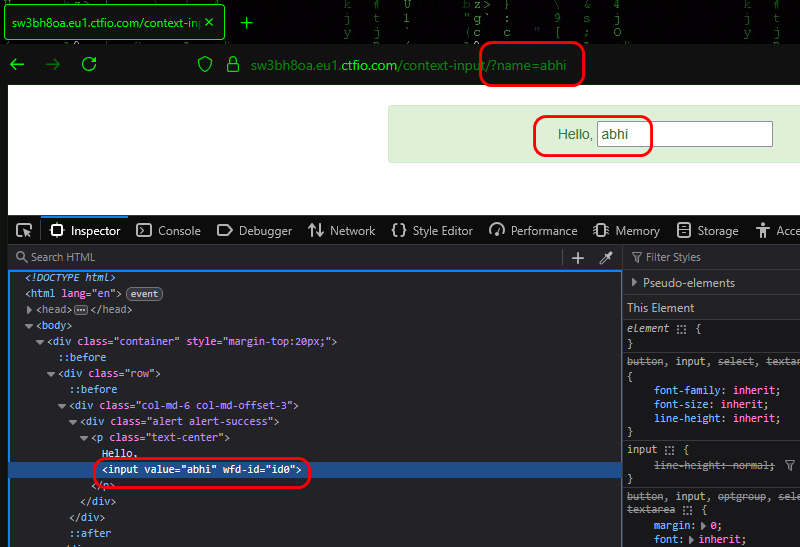 sw3bh8oa.eu1.ctfio.com/context-inp
sw3bh8oa.eu1.ctfio.com/context-input/?name=abhi
Hello, abhi
Inspector Console Debugger Network Style Editor Performance Memory Storage Acce
Search HTML
Filter Styles
<!DOCTYPE html>
<html lang="en"> event
<head> ••• </head>
<body>
<div class="container" style="margin-top:20px;">
::before
<div class="row">
::before
<div class="col-md-6 col-md-offset-3">
<div class="alert alert-success">
<p class="text-center">
Hello,
<input value="abhi" wfd-id="id0">
</p>
</div>
</div>
::after
Pseudo-elements
This Element
element {
}
button, input, select, textar
{
font-family: inherit;
font-size: inherit;
line-height: inherit;
}
input {
line-height: normal;
}
button, input, optgroup, sel
textarea {
margin: 0;
font: inherit;